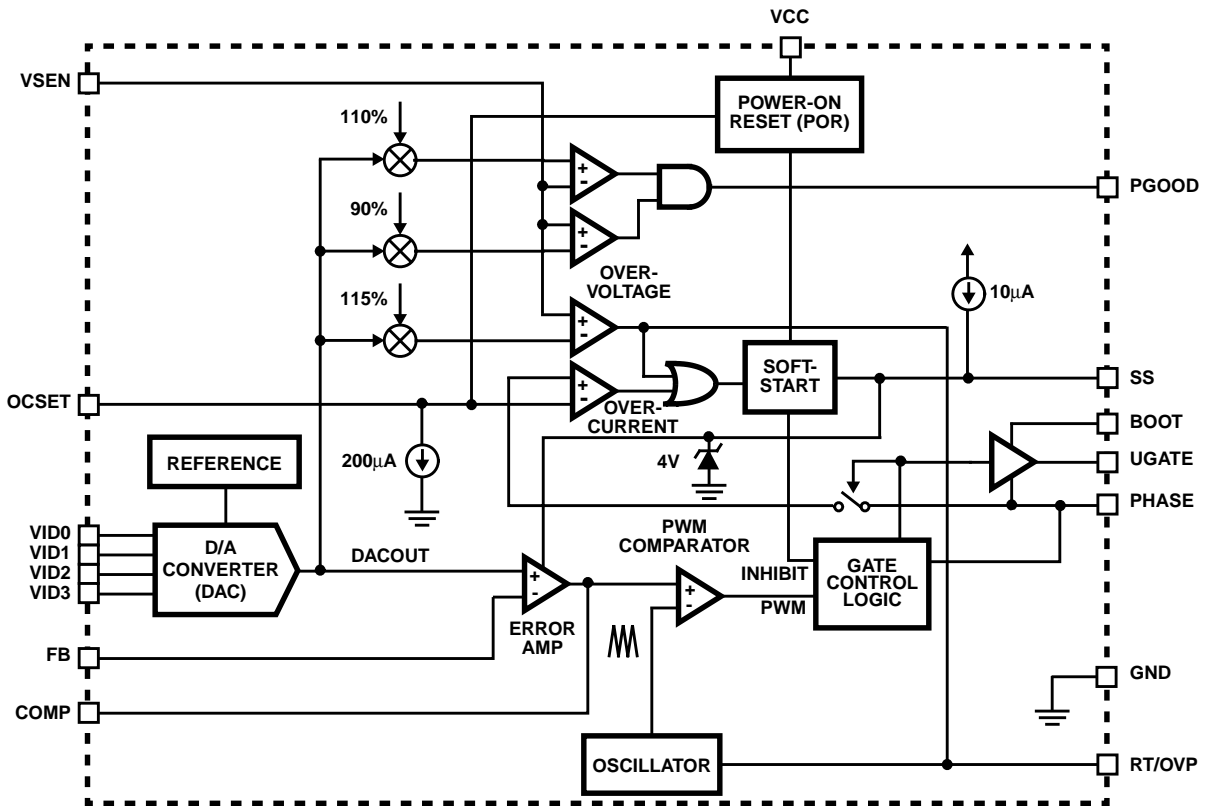 VCC
VSEN
POWER-ON
RESET (POR)
110%
+
-
PGOOD
90%
+
-
OVER-
VOLTAGE
10μA
115%
+
-
SOFT-
START
SS
+
-
OCSET
OVER-
CURRENT
BOOT
REFERENCE
200μA
4V
UGATE
PHASE
VID0
VID1
VID2
VID3
D/A
CONVERTER
(DAC)
DACOUT
PWM
COMPARATOR
+
-
+
-
INHIBIT
PWM
GATE
CONTROL
LOGIC
ERROR
AMP
FB
GND
COMP
OSCILLATOR
RT/OVP